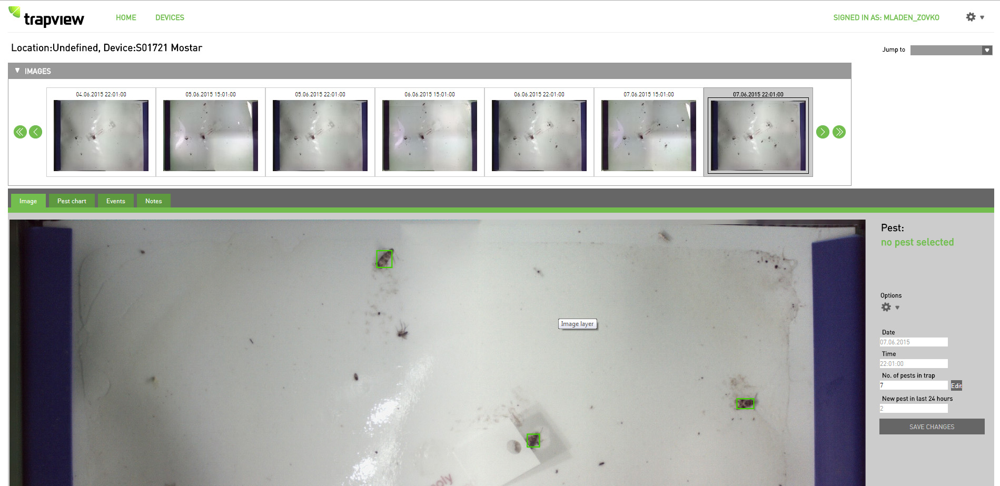 trapview
HOME
DEVICES
SIGNED IN AS: MLADEN_ZOVKO
Location:Undefined, Device:S01721 Mostar
Jump to
IMAGES
04.06.2015 22:01:00
05.06.2015 15:01:00
05.06.2015 22:01:00
06.06.2015 15:01:00
06.06.2015 22:01:00
07.06.2015 15:01:00
07.06.2015 22:01:00
Image
Pest chart
Events
Notes
Pest:
no pest selected
Image layer
Options
Date
07.06.2015
Time
22:01:00
No. of pests in trap
7
Edit
New pest in last 24 hours
2
SAVE CHANGES
oly